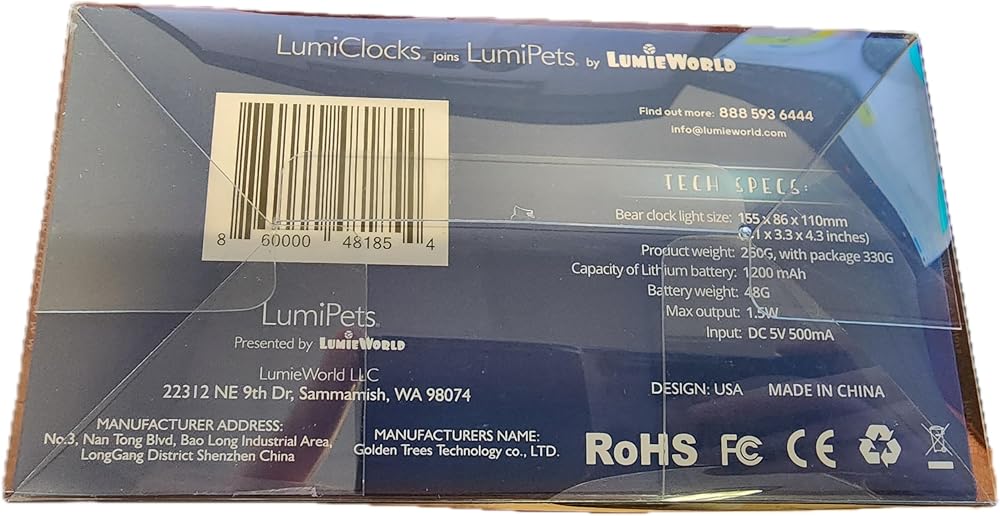 LumiClocks joins LumiPets by LUMIEWORLD
Find out more: 888 593 6444
info@lumieworld.com
TECH SPECS:
Bear clock light size: 155 x 86 x 110mm
1 x 3.3 x 4.3 inches)
Product weight: 250G, with package 330G
Capacity of Lithium battery: 1200 mAh
Battery weight: 48G
Max output: 1.5W
Input: DC 5V 500mA
8 60000 48185 4
LumiPets
Presented by LUMIEWORLD
LumieWorld LLC
22312 NE 9th Dr, Sammamish, WA 98074
DESIGN: USA MADE IN CHINA
MANUFACTURER ADDRESS:
No.3, Nan Tong Blvd, Bao Long Industrial Area,
LongGang District Shenzhen China
MANUFACTURERS NAME:
Golden Trees Technology co., LTD.
RoHS FC CE